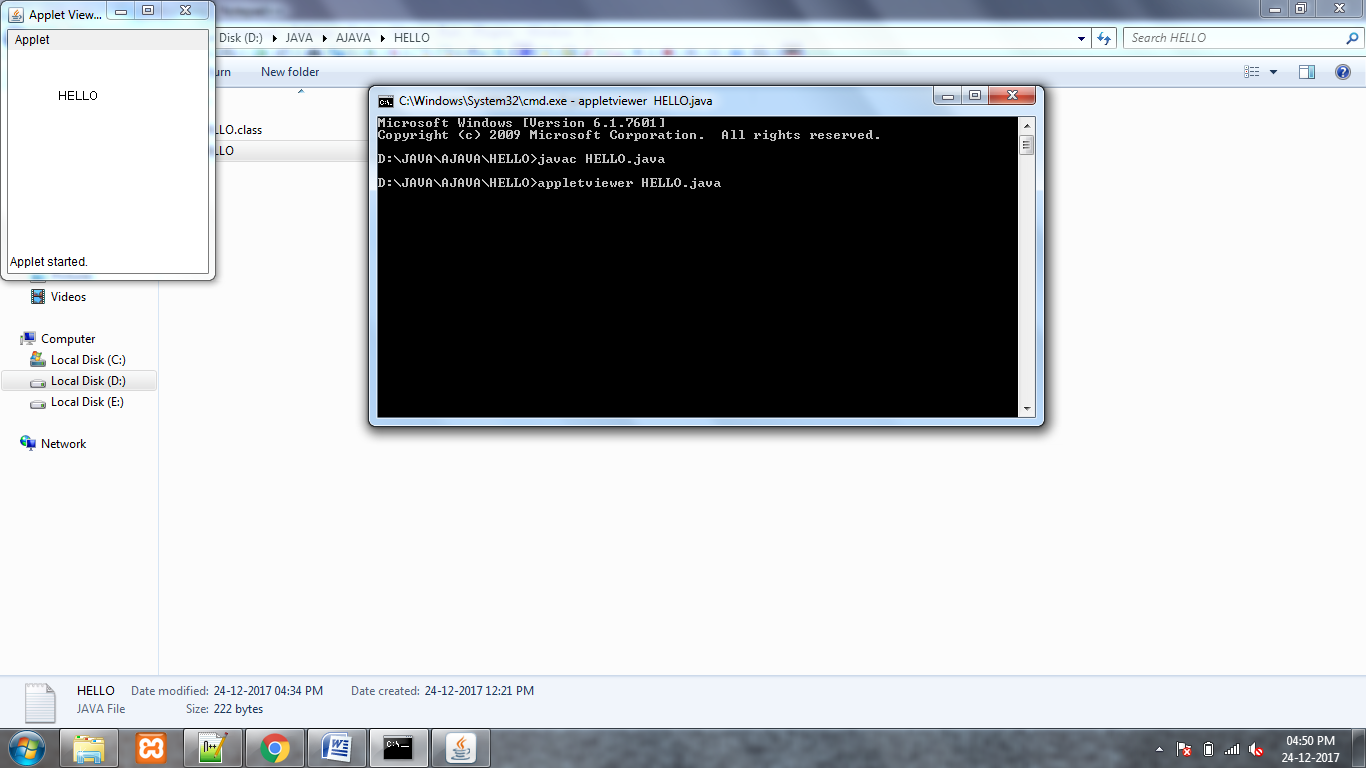 Applet View...
Applet
HELLO
Applet started.
Disk (D:) JAVA AJAVA HELLO
Search HELLO
New folder
LO.class
LO
C:\Windows\System32\cmd.exe - appletviewer HELLO.java
Microsoft Windows [Version 6.1.7601]
Copyright (c) 2009 Microsoft Corporation. All rights reserved.
D:\JAVA\AJAVA\HELLO>javac HELLO.java
D:\JAVA\AJAVA\HELLO>appletviewer HELLO.java
Videos
Computer
Local Disk (C:)
Local Disk (D:)
Local Disk (E:)
Network
HELLO Date modified: 24-12-2017 04:34 PM Date created: 24-12-2017 12:21 PM
JAVA File Size: 222 bytes
04:50 PM
24-12-2017